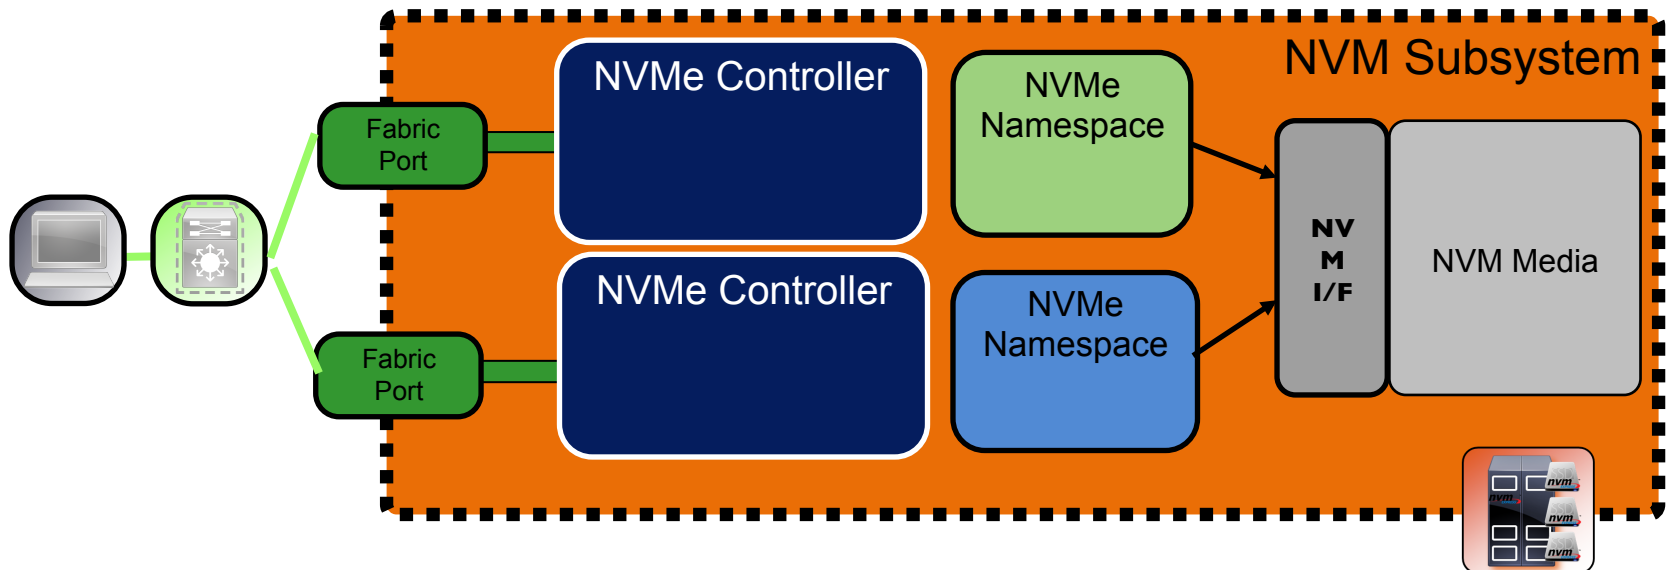 NVM Subsystem
NVMe Controller
NVMe
Namespace
Fabric
Port
NV
M
I/F
NVM Media
NVMe Controller
NVMe
Namespace
Fabric
Port
nvm
nvm
nvm
nvm